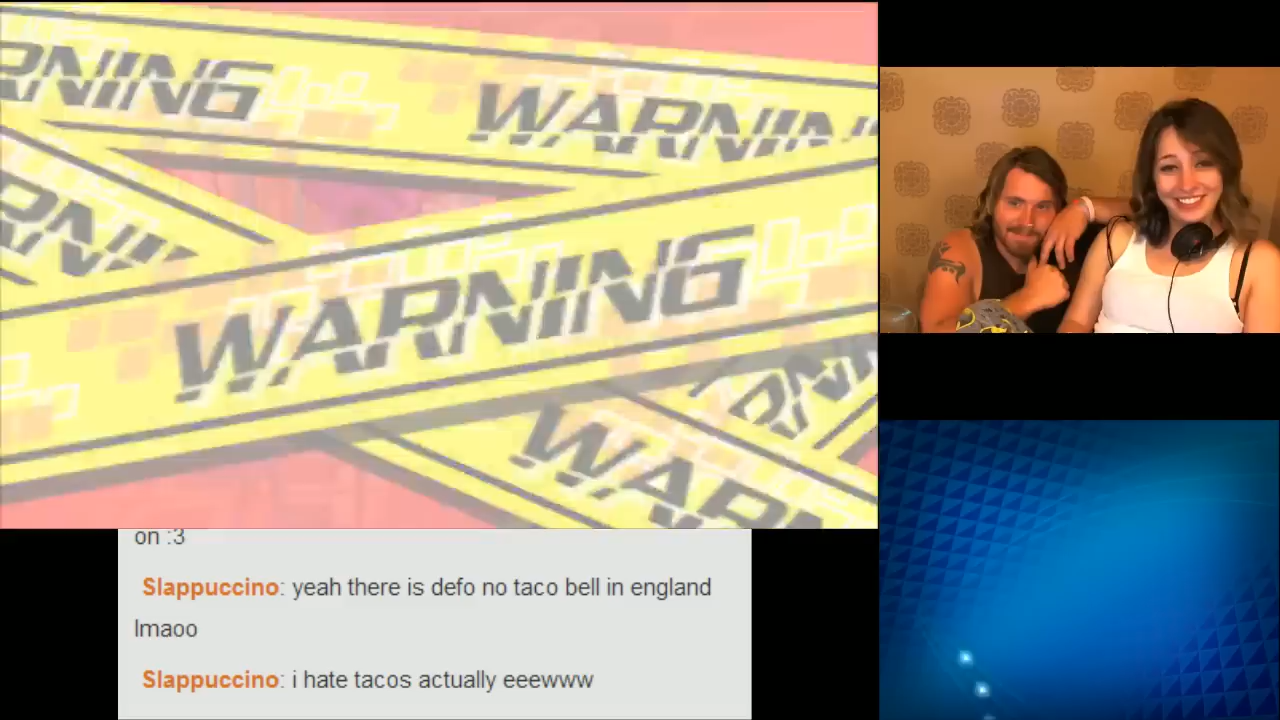 WARNING
WARNING
WARNING
WARN
on :3
Slappuccino: yeah there is defo no taco bell in england
lmaoo
Slappuccino: i hate tacos actually eeewww